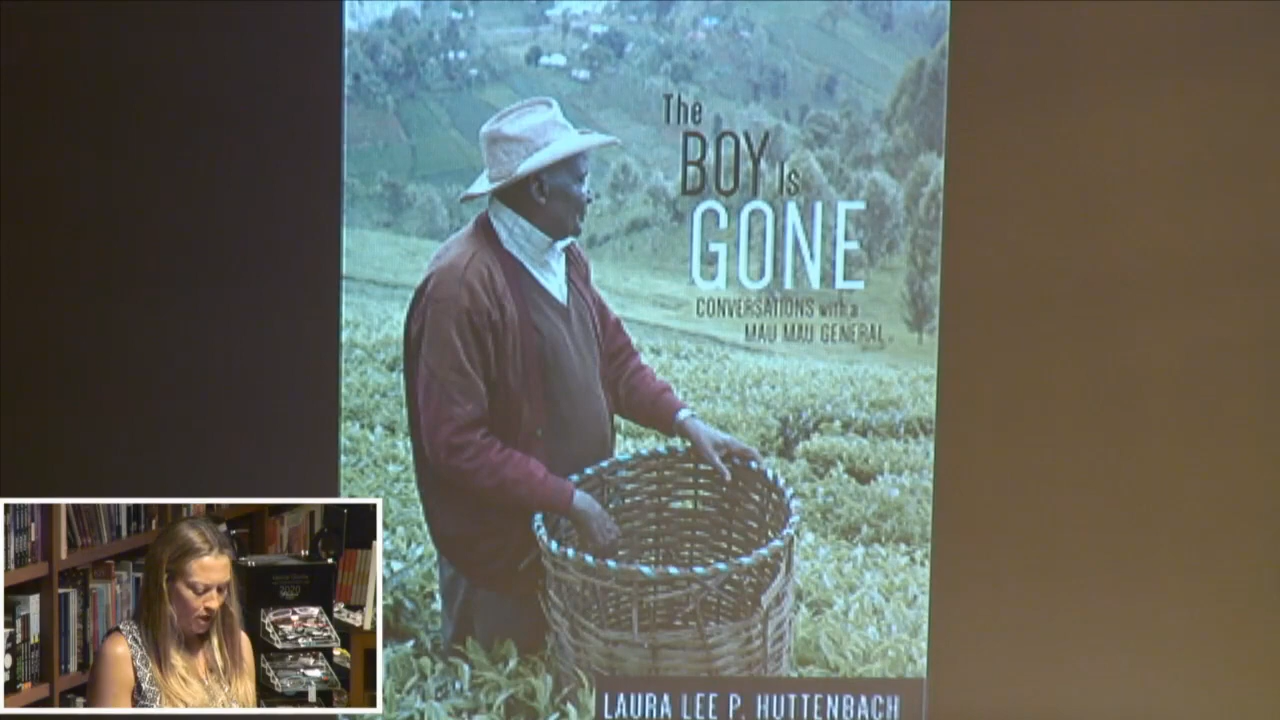 The
BOY Is
GONE
CONVERSATIONS with a
MAU MAU GENERAL
LAURA LEE P. HUTTENBACH